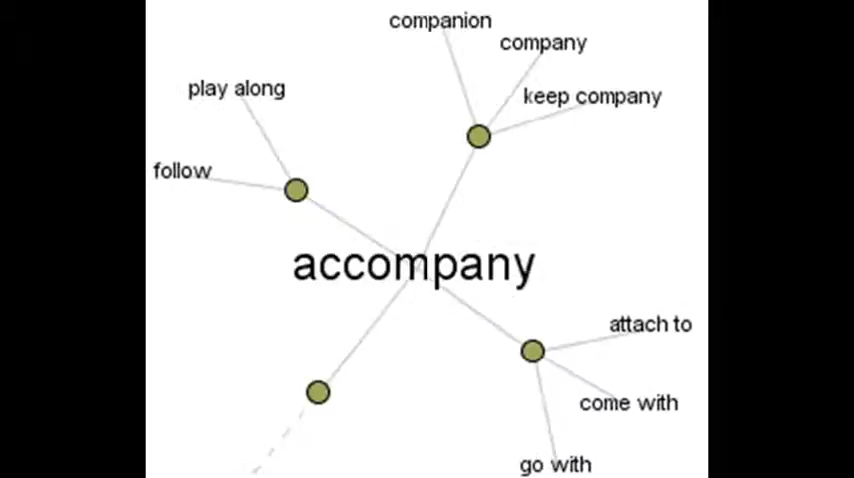 companion
company
play along
keep company
follow
accompany
attach to
come with
go with